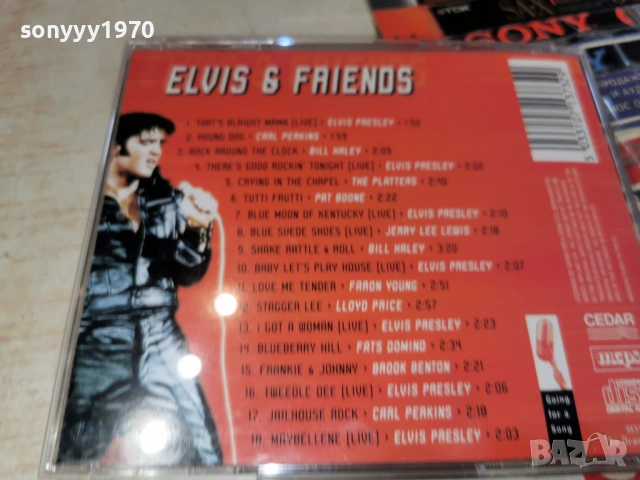 sonyyy1970
TDK
SA-X
SONY
ELVIS & FRIENDS
1. THAT'S ALRIGHT MAMA (LIVE) • ELVIS PRESLEY • 1:52
2. HOUND DOG • CARL PERKINS • 1:59
3. ROCK AROUND THE CLOCK • BILL HALEY • 2:09
4. THERE'S GOOD ROCKIN' TONIGHT (LIVE) • ELVIS PRESLEY • 2:02
5. CRYING IN THE CHAPEL • THE PLATTERS • 2:40
6. TUTTI FRUTTI • PAT BOONE • 2:22
7. BLUE MOON OF KENTUCKY (LIVE) • ELVIS PRESLEY • 2:10
8. BLUE SUEDE SHOES (LIVE) • JERRY LEE LEWIS • 2:18
9. SHAKE RATTLE & ROLL • BILL HALEY • 3:20
10. BABY LET'S PLAY HOUSE (LIVE) • ELVIS PRESLEY • 2:07
11. LOVE ME TENDER • FARON YOUNG • 2:51
12. STAGGER LEE • LLOYD PRICE • 2:57
13. I GOT A WOMAN (LIVE) • ELVIS PRESLEY • 2:23
14. BLUEBERRY HILL • FATS DOMINO • 2:34
15. FRANKIE & JOHNNY • BROOK BENTON • 2:21
16. TWEEDLE DEE (LIVE) • ELVIS PRESLEY • 2:06
17. JAILHOUSE ROCK • CARL PERKINS • 2:18
18. MAYBELLENE (LIVE) • ELVIS PRESLEY • 2:03
CEDAR
Going
for a
Song
BAZAR